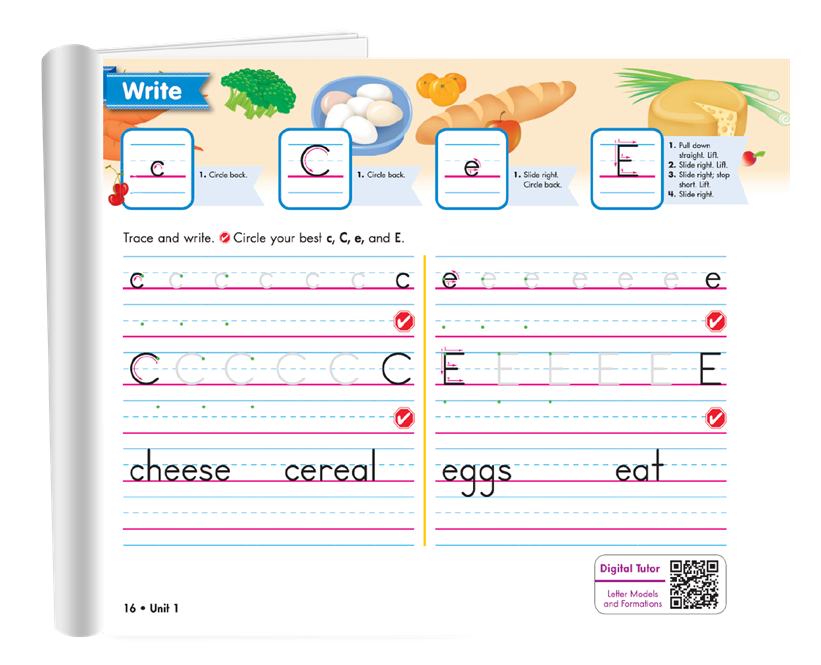 Write
c
1. Circle back.
C
1. Circle back.
e
1. Slide right.
Circle back.
E
1. Pull down
straight. Lift.
2. Slide right. Lift.
3. Slide right; stop
short. Lift.
4. Slide right.
Trace and write. Circle your best c, C, e, and E.
c c c c c c c
e e e e e e e
C C C C C C
E E E E E E
cheese cereal
eggs eat
Digital Tutor
Letter Models
and Formations
16 • Unit 1